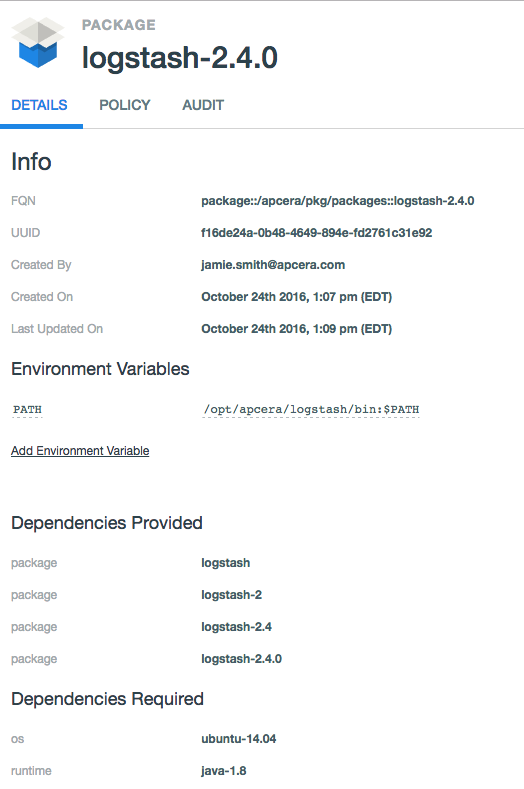 PACKAGE
logstash-2.4.0
DETAILS POLICY AUDIT
Info
FQN package::/apcera/pkg/packages::logstash-2.4.0
UUID f16de24a-0b48-4649-894e-fd2761c31e92
Created By jamie.smith@apcera.com
Created On October 24th 2016, 1:07 pm (EDT)
Last Updated On October 24th 2016, 1:09 pm (EDT)
Environment Variables
PATH /opt/apcera/logstash/bin:$PATH
Add Environment Variable
Dependencies Provided
package logstash
package logstash-2
package logstash-2.4
package logstash-2.4.0
Dependencies Required
os ubuntu-14.04
runtime java-1.8